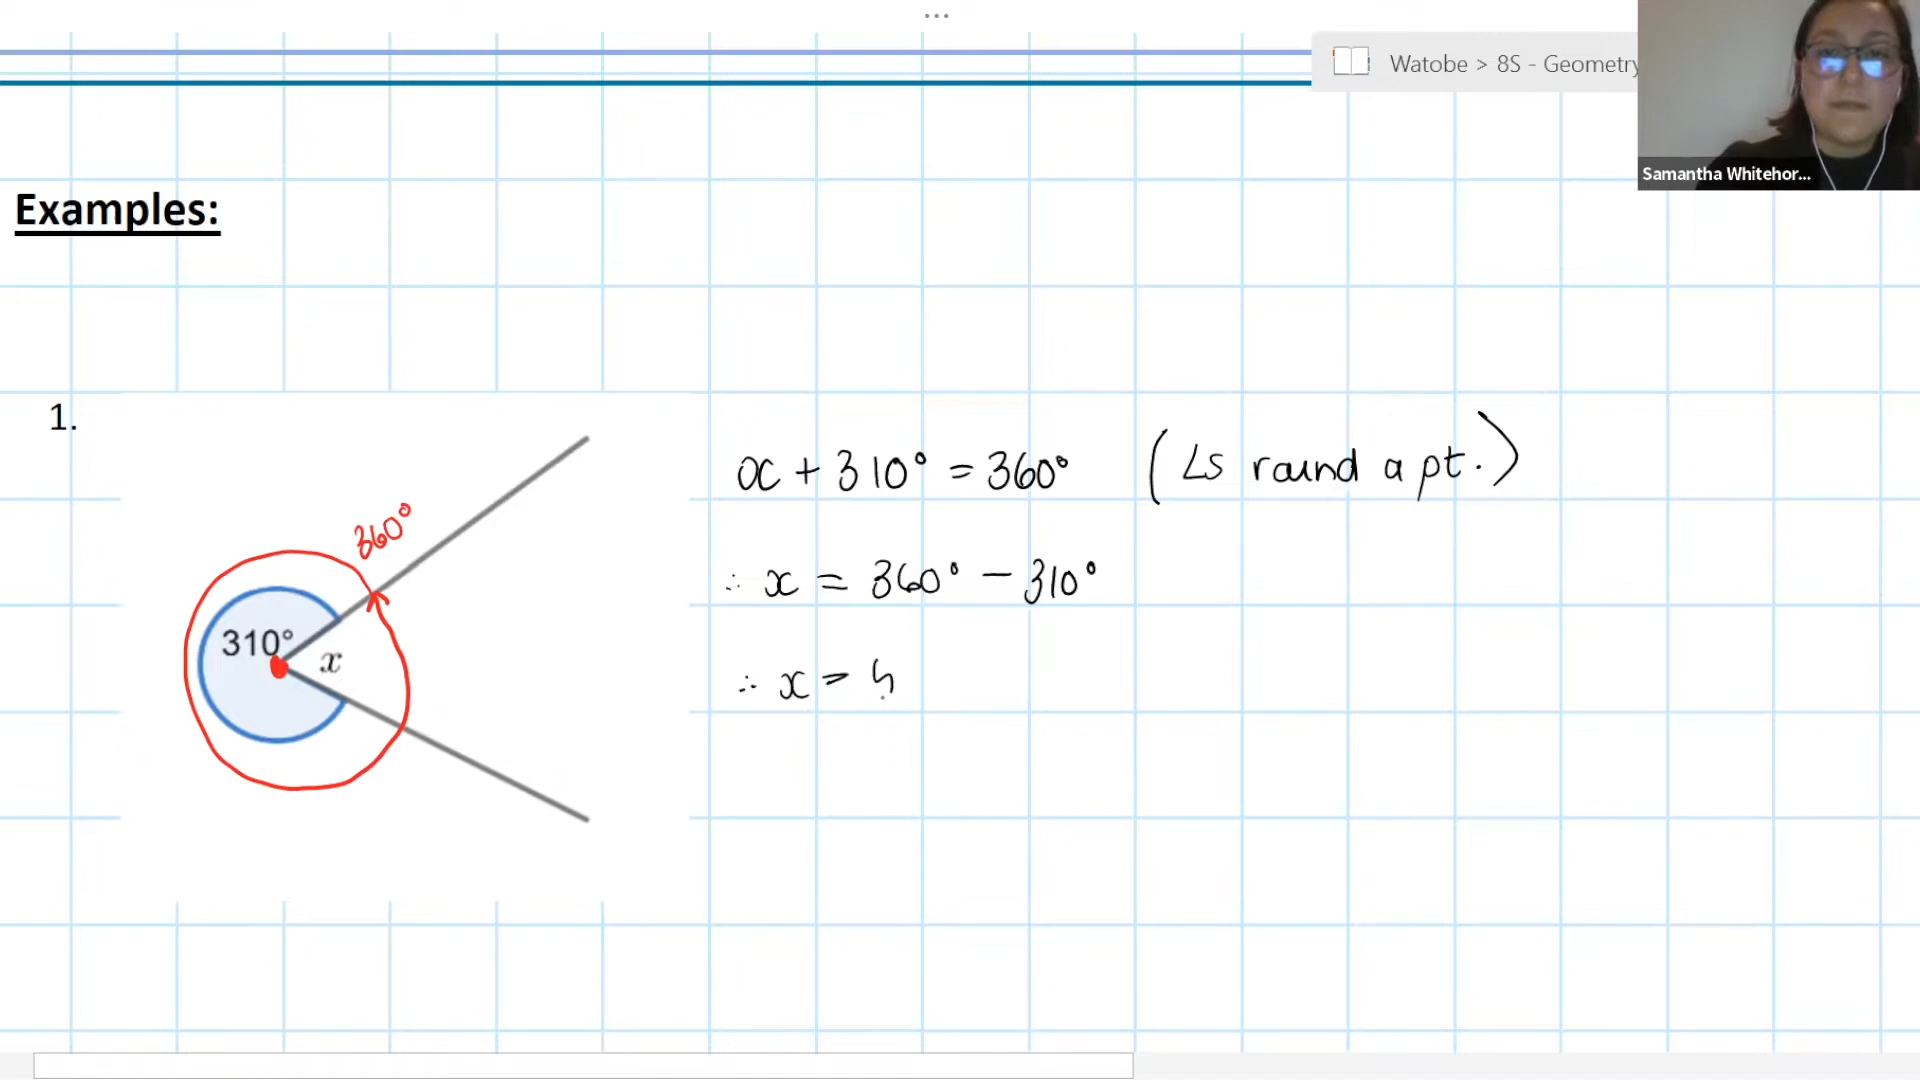 ...
Watobe > 8S - Geometry
Samantha Whitehor...
Examples:
1.
x + 310° = 360° (∠s round a pt.)
360°
∴ x = 360° − 310°
310°
x
∴ x = 5